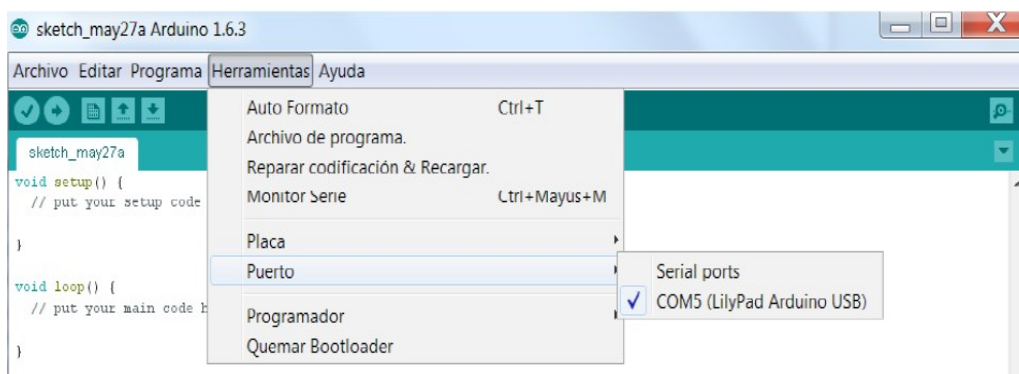 sketch_may27a Arduino 1.6.3
Archivo Editar Programa Herramientas Ayuda
sketch_may27a
void setup() {
// put your setup code
}
void loop() {
// put your main code h
}
Auto Formato Ctrl+T
Archivo de programa.
Reparar codificación & Recargar.
Monitor Serie Ctrl+Mayus+M
Placa
Puerto
Programador
Quemar Bootloader
Serial ports
COM5 (LilyPad Arduino USB)